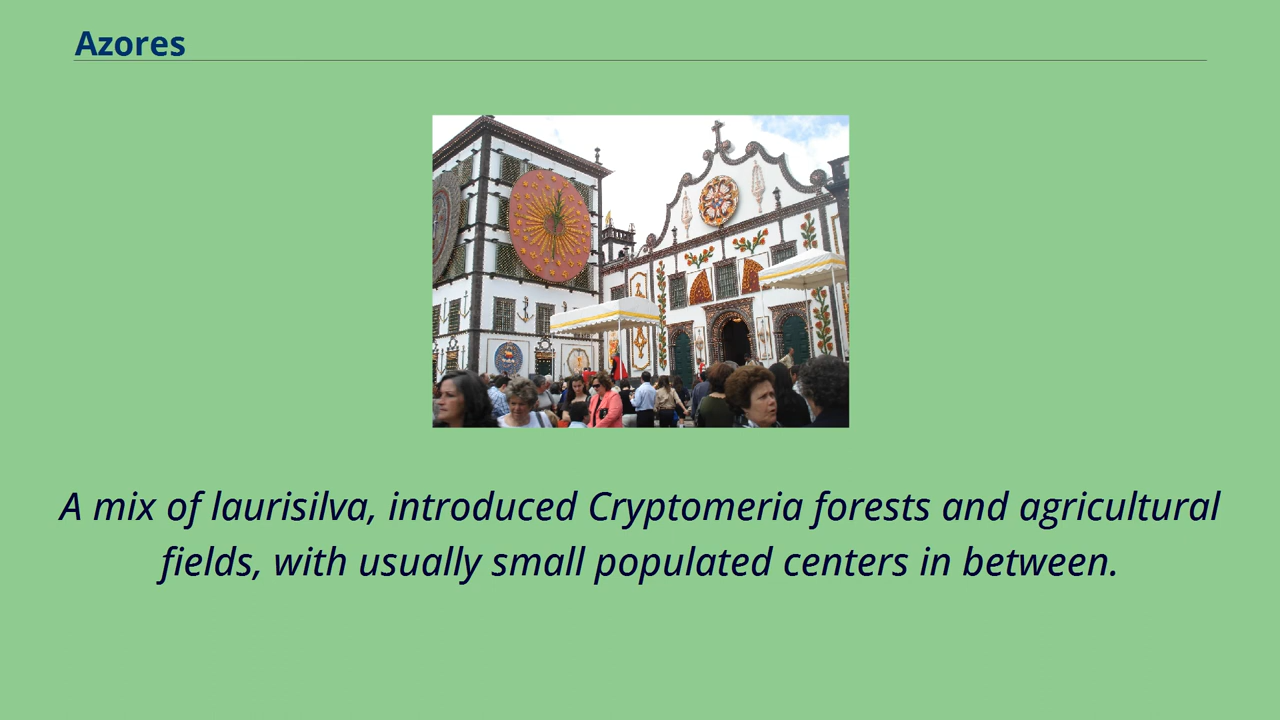 Azores
A mix of laurisilva, introduced Cryptomeria forests and agricultural
fields, with usually small populated centers in between.